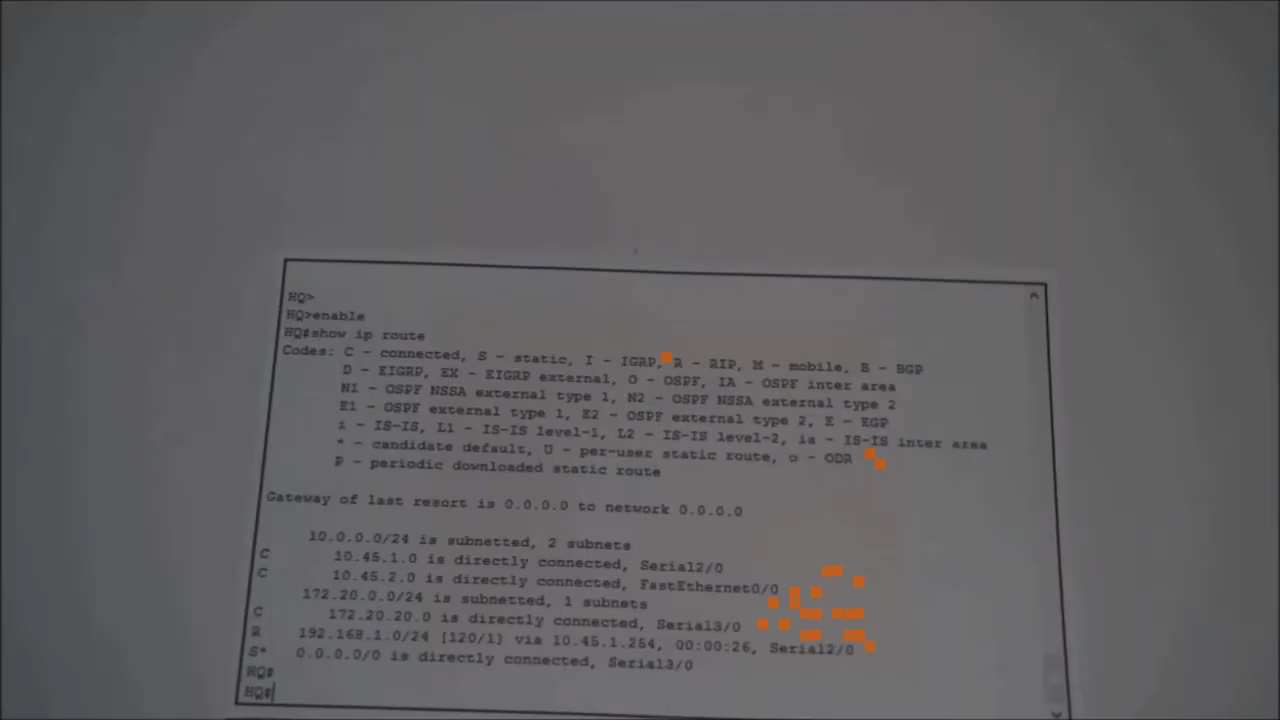 HQ>
HQ>enable
HQ#show ip route
Codes: C - connected, S - static, I - IGRP, R - RIP, M - mobile, B - BGP
D - EIGRP, EX - EIGRP external, O - OSPF, IA - OSPF inter area
N1 - OSPF NSSA external type 1, N2 - OSPF NSSA external type 2
E1 - OSPF external type 1, E2 - OSPF external type 2, E - EGP
i - IS-IS, L1 - IS-IS level-1, L2 - IS-IS level-2, ia - IS-IS inter area
* - candidate default, U - per-user static route, o - ODR
P - periodic downloaded static route
Gateway of last resort is 0.0.0.0 to network 0.0.0.0
10.0.0.0/24 is subnetted, 2 subnets
C 10.45.1.0 is directly connected, Serial2/0
C 10.45.2.0 is directly connected, FastEthernet0/0
172.20.0.0/24 is subnetted, 1 subnets
C 172.20.20.0 is directly connected, Serial3/0
R 192.168.1.0/24 [120/1] via 10.45.1.254, 00:00:26, Serial2/0
S* 0.0.0.0/0 is directly connected, Serial3/0
HQ#
HQ#